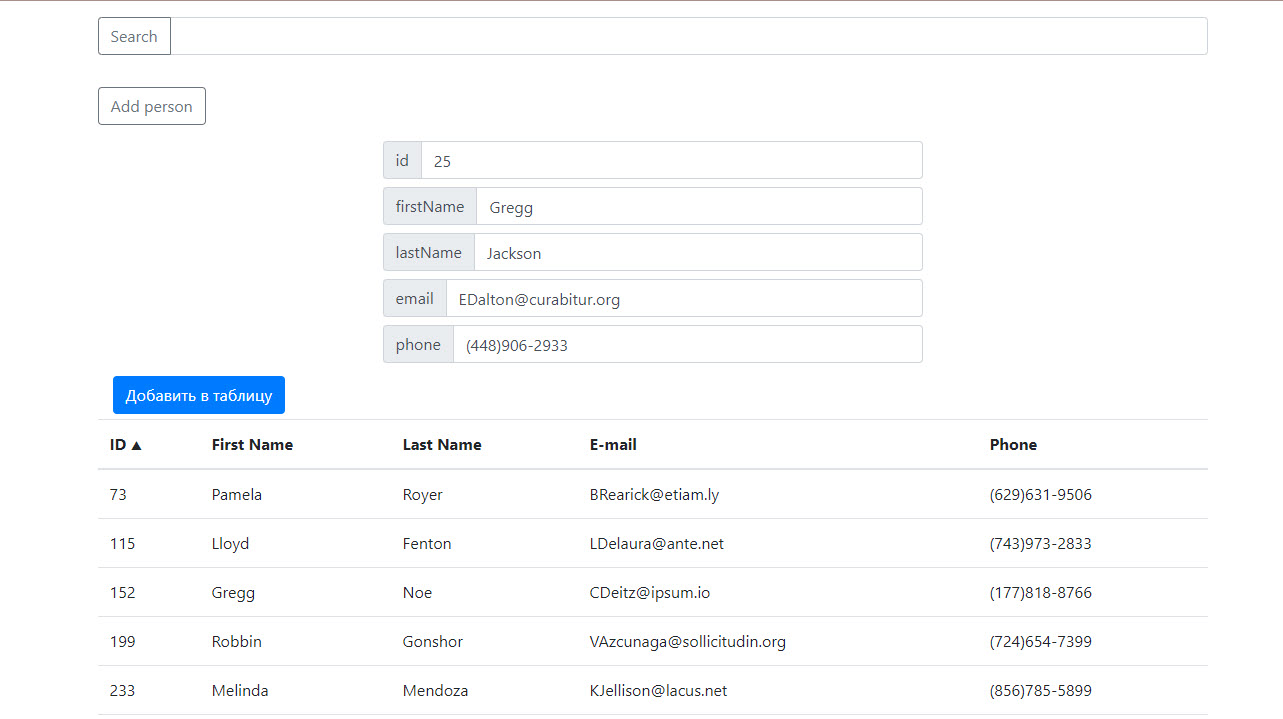 Search
Add person
id 25
firstName Gregg
lastName Jackson
email EDalton@curabitur.org
phone (448)906-2933
Добавить в таблицу
ID ▲ First Name Last Name E-mail Phone
73 Pamela Royer BRearick@etiam.ly (629)631-9506
115 Lloyd Fenton LDelaura@ante.net (743)973-2833
152 Gregg Noe CDeitz@ipsum.io (177)818-8766
199 Robbin Gonshor VAzcunaga@sollicitudin.org (724)654-7399
233 Melinda Mendoza KJellison@lacus.net (856)785-5899